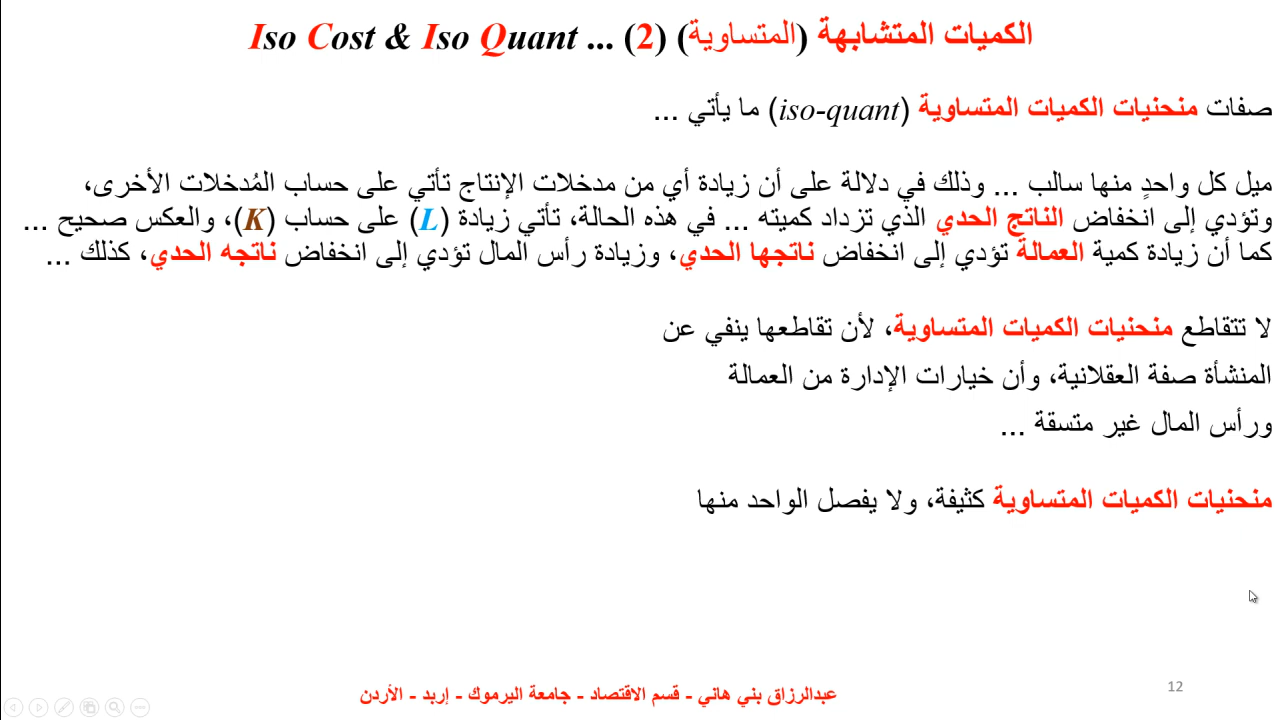 الكميات المتشابهة (المتساوية) (2) ... Iso Cost & Iso Quant
صفات منحنيات الكميات المتساوية (iso-quant) ما يأتي ...
ميل كل واحدٍ منها سالب ... وذلك في دلالة على أن زيادة أي من مدخلات الإنتاج تأتي على حساب المُدخلات الأخرى،
وتؤدي إلى انخفاض الناتج الحدي الذي تزداد كميته ... في هذه الحالة، تأتي زيادة (L) على حساب (K)، والعكس صحيح ...
كما أن زيادة كمية العمالة تؤدي إلى انخفاض ناتجها الحدي، وزيادة رأس المال تؤدي إلى انخفاض ناتجه الحدي، كذلك ...
لا تتقاطع منحنيات الكميات المتساوية، لأن تقاطعها ينفي عن
المنشأة صفة العقلانية، وأن خيارات الإدارة من العمالة
ورأس المال غير متسقة ...
منحنيات الكميات المتساوية كثيفة، ولا يفصل الواحد منها
عبدالرزاق بني هاني - قسم الاقتصاد - جامعة اليرموك - إربد - الأردن
12